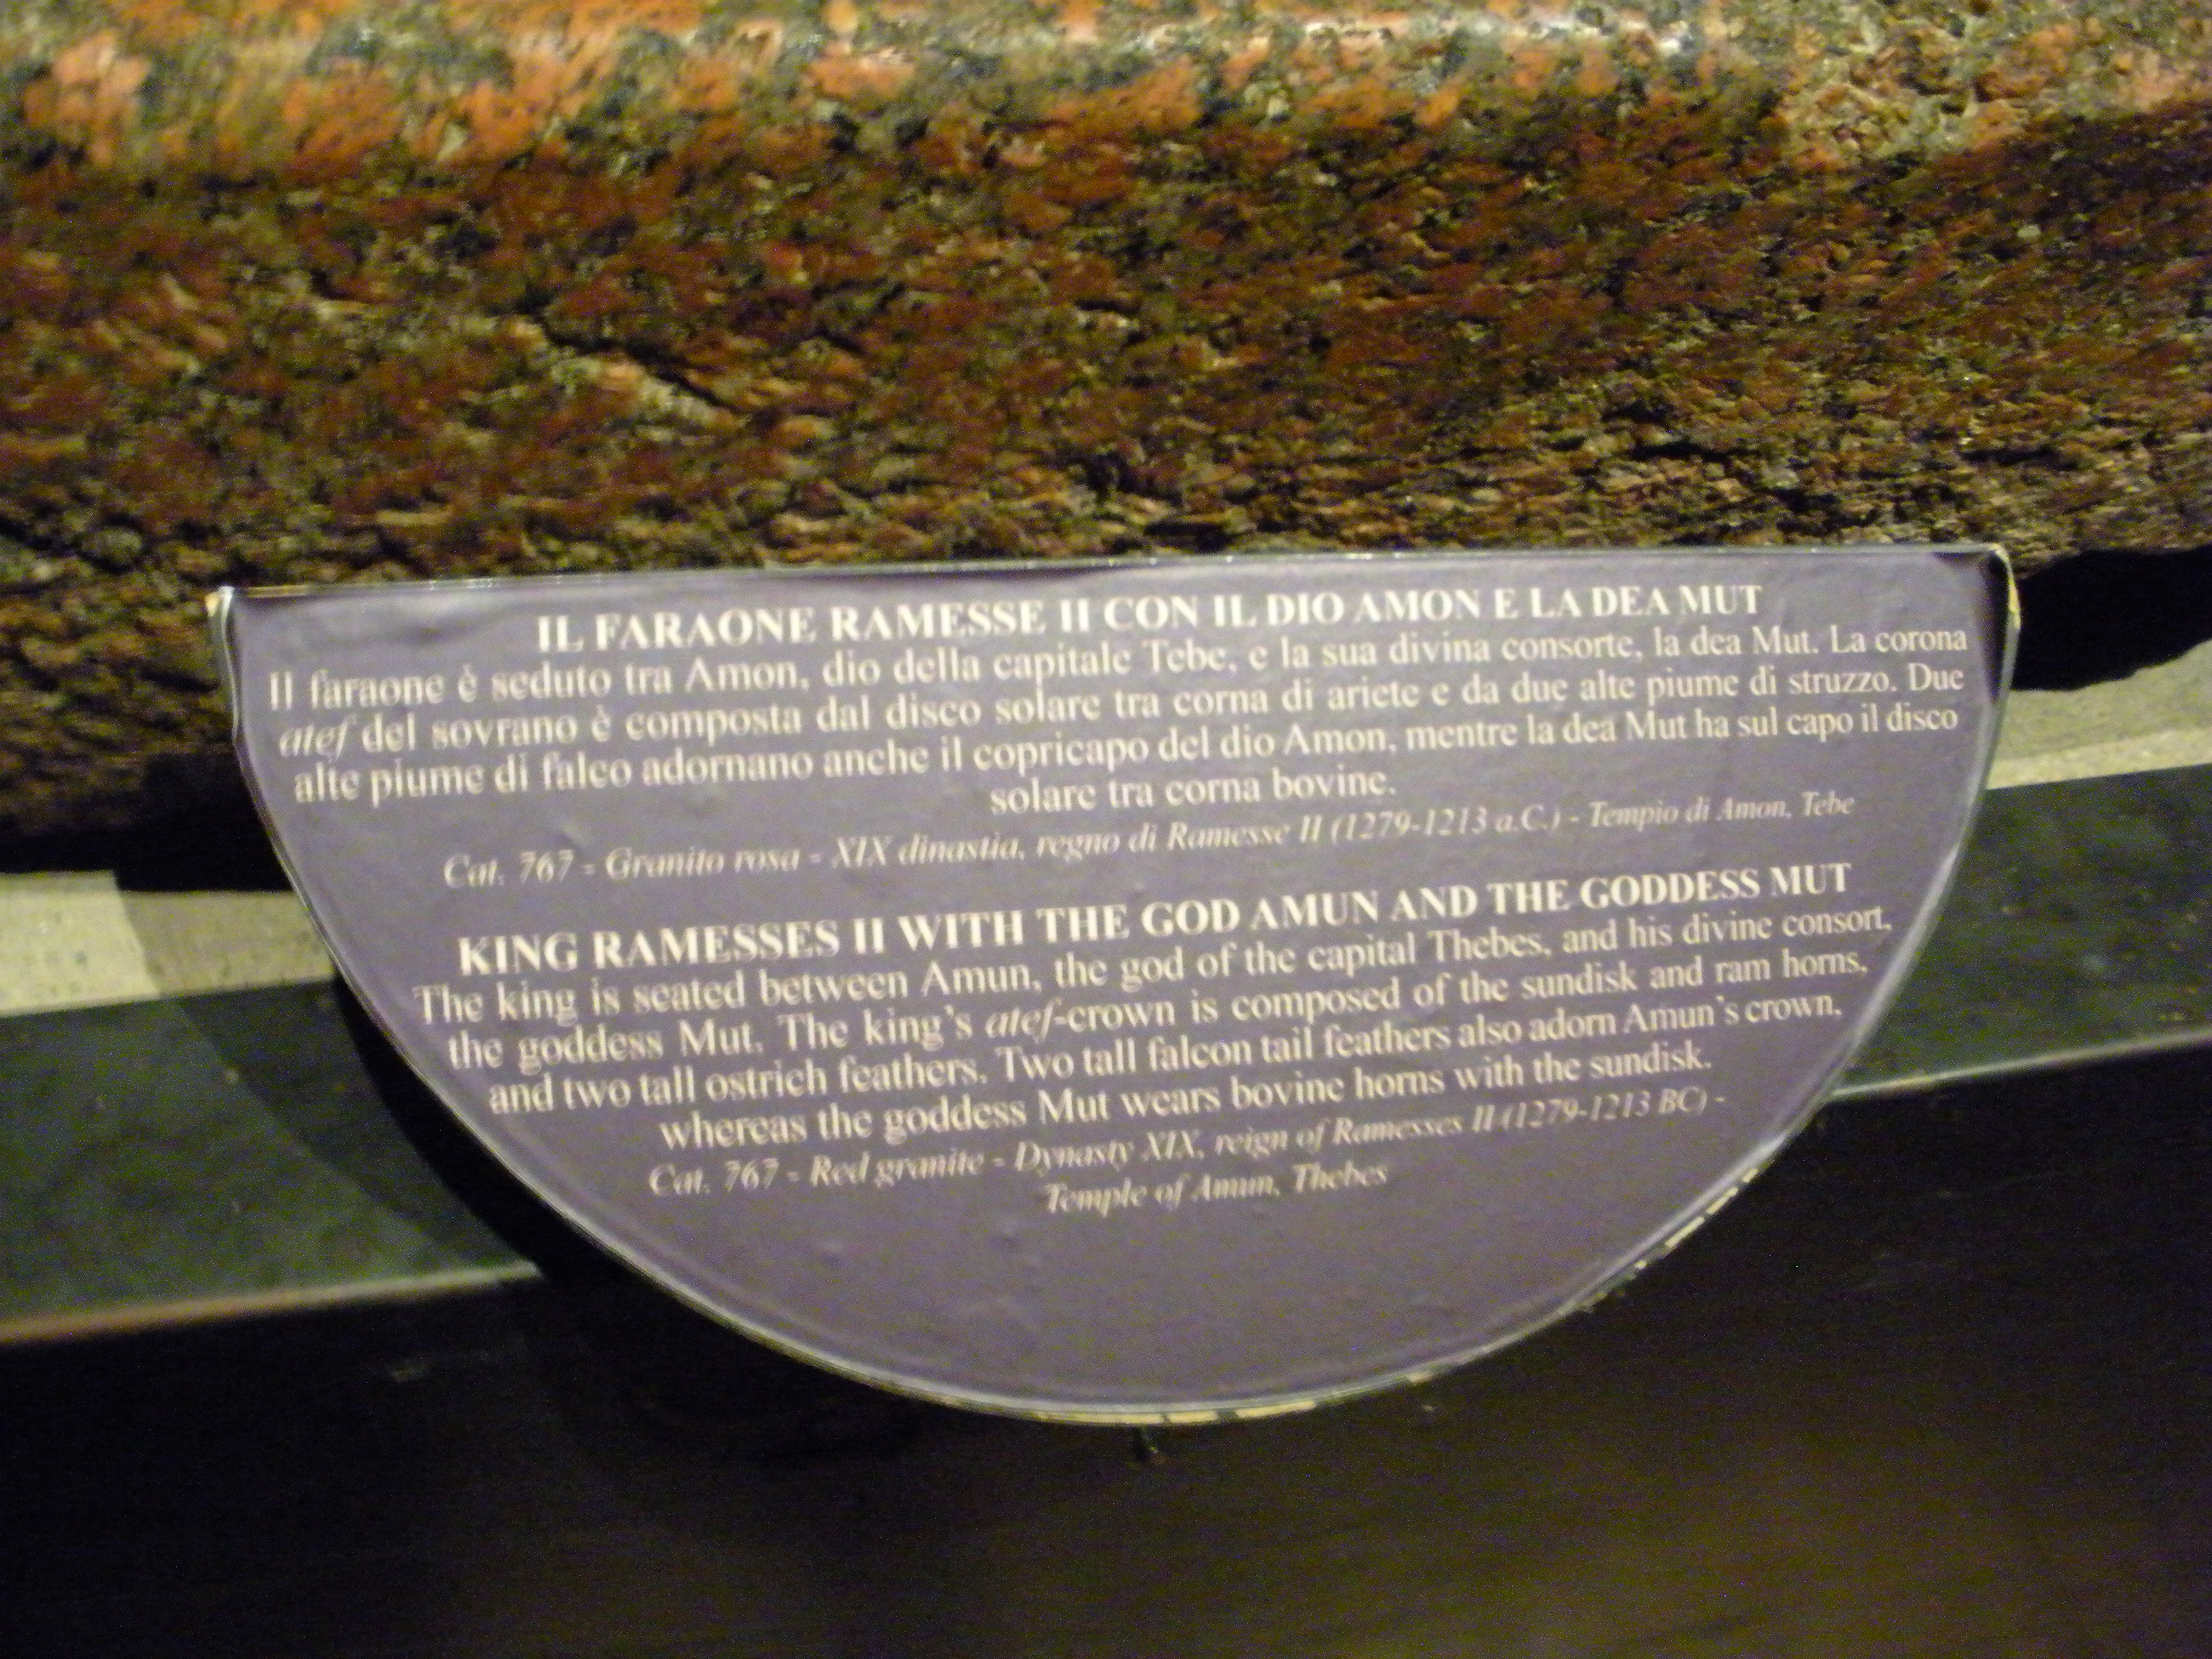 IL FARAONE RAMESSE II CON IL DIO AMON E LA DEA MUT
Il faraone è seduto tra Amon, dio della capitale Tebe, e la sua divina consorte, la dea Mut. La corona
atef del sovrano è composta dal disco solare tra corna di ariete e da due alte piume di struzzo. Due
alte piume di falco adornano anche il copricapo del dio Amon, mentre la dea Mut ha sul capo il disco
solare tra corna bovine.
Cat. 767 - Granito rosa - XIX dinastia, regno di Ramesse II (1279-1213 a.C.) - Tempio di Amon, Tebe
KING RAMESSES II WITH THE GOD AMUN AND THE GODDESS MUT
The king is seated between Amun, the god of the capital Thebes, and his divine consort,
the goddess Mut. The king's atef-crown is composed of the sundisk and ram horns,
and two tall ostrich feathers. Two tall falcon tail feathers also adorn Amun's crown,
whereas the goddess Mut wears bovine horns with the sundisk.
Cat. 767 - Red granite - Dynasty XIX, reign of Ramesses II (1279-1213 BC) -
Temple of Amun, Thebes